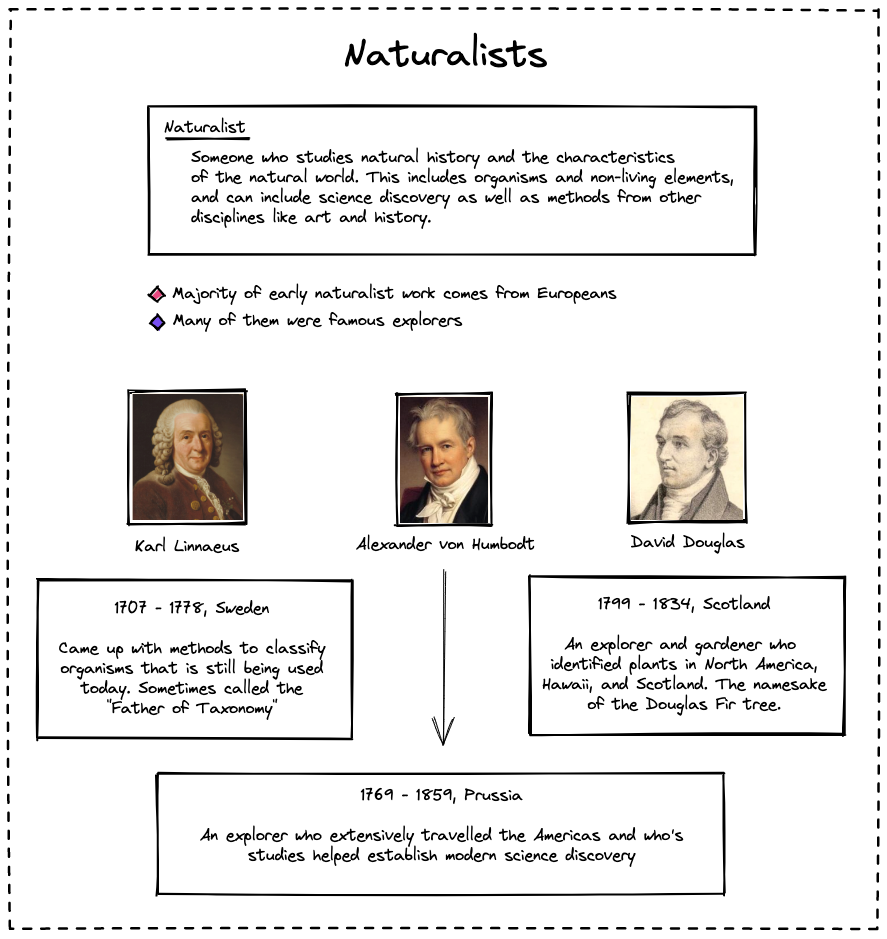 Naturalists
Naturalist
Someone who studies natural history and the characteristics
of the natural world. This includes organisms and non-living elements,
and can include science discovery as well as methods from other
disciplines like art and history.
Majority of early naturalist work comes from Europeans
Many of them were famous explorers
Karl Linnaeus
Alexander von Humbodt
David Douglas
1707 - 1778, Sweden
Came up with methods to classify
organisms that is still being used
today. Sometimes called the
"Father of Taxonomy"
1799 - 1834, Scotland
An explorer and gardener who
identified plants in North America,
Hawaii, and Scotland. The namesake
of the Douglas Fir tree.
1769 - 1859, Prussia
An explorer who extensively travelled the Americas and who's
studies helped establish modern science discovery